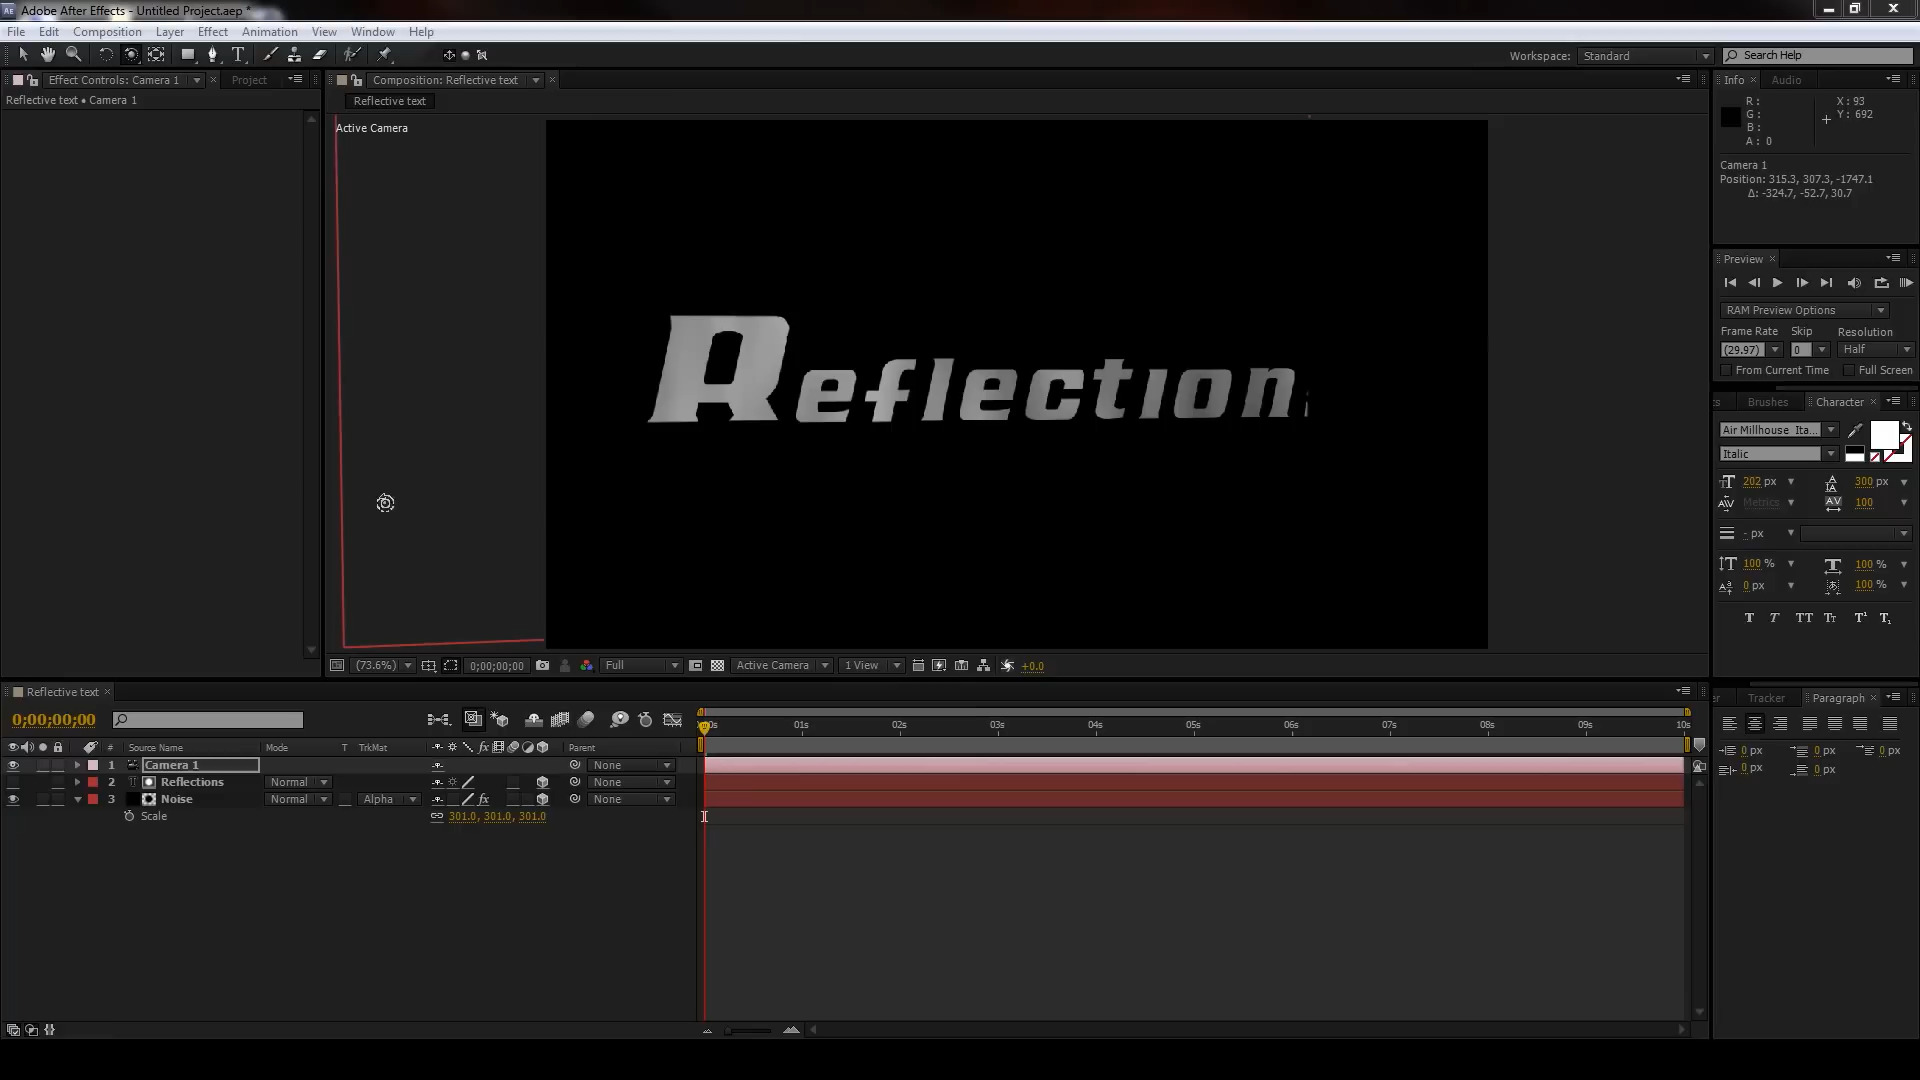 Adobe After Effects - Untitled Project.aep *
File Edit Composition Layer Effect Animation View Window Help
Workspace: Standard Search Help
Effect Controls: Camera 1 Project
Composition: Reflective text
Info Audio
Reflective text • Camera 1
Reflective text
Active Camera
R : X : 93
G : Y : 692
B :
A : 0
Camera 1
Position: 315.3, 307.3, -1747.1
Δ: -324.7, -52.7, 30.7
Preview
RAM Preview Options
Frame Rate Skip Resolution
(29.97) 0 Half
From Current Time Full Screen
Reflection
Brushes Character
Air Millhouse Ita...
Italic
202 px 300 px
Metrics 100
- px
100 % 100 %
0 px 100 %
T T TT Tt T¹ T₁
(73.6%) 0;00;00;00 Full Active Camera 1 View +0.0
Reflective text
Tracker Paragraph
0;00;00;00
01s 02s 03s 04s 05s 06s 07s 08s 09s 10s
# Source Name Mode T TrkMat Parent
1 Camera 1 None
2 Reflections Normal None
3 Noise Normal Alpha None
Scale 301.0, 301.0, 301.0
0 px 0 px 0 px
0 px 0 px